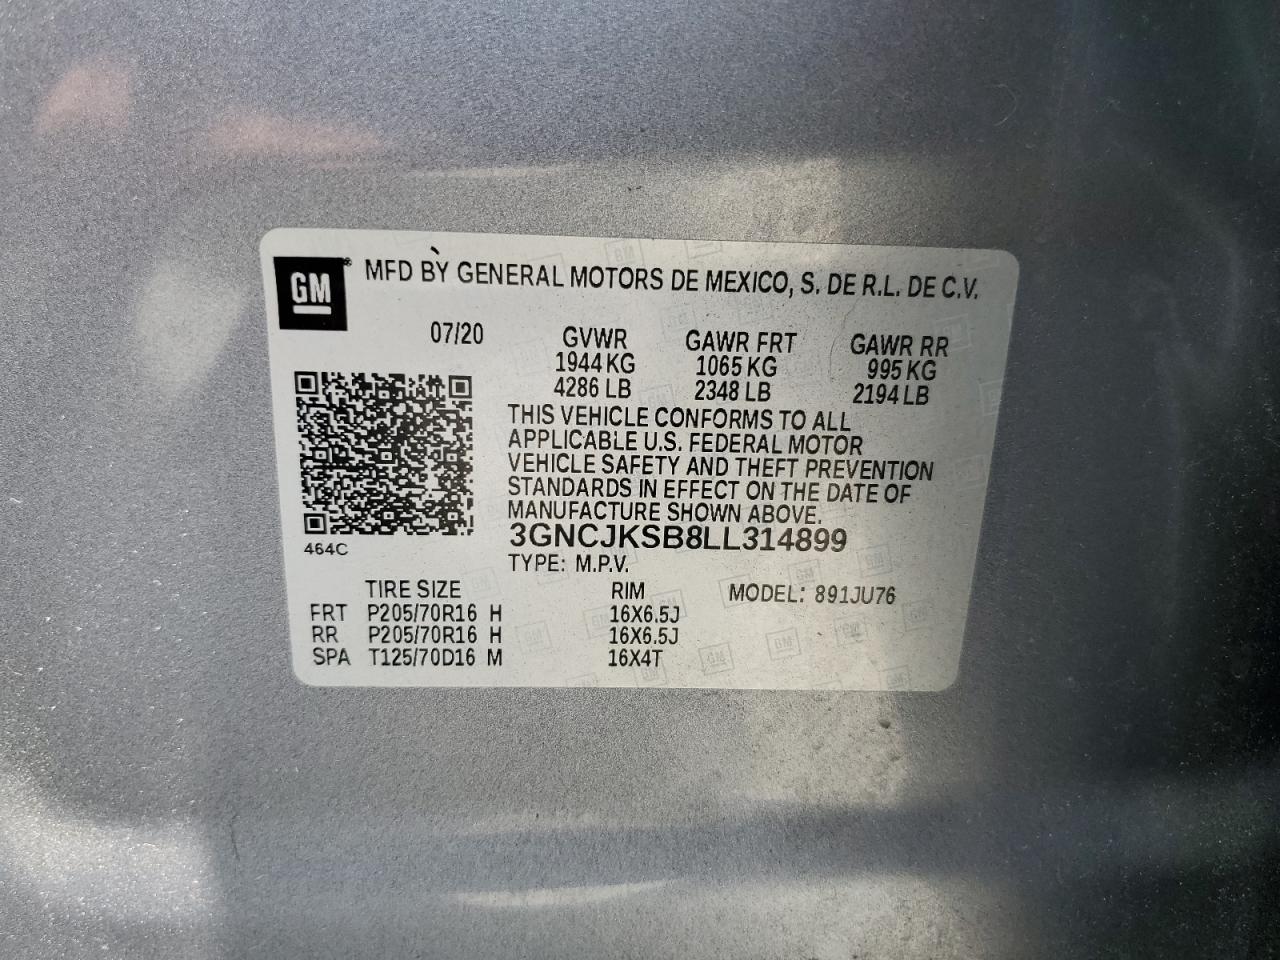 GM
MFD BY GENERAL MOTORS DE MEXICO, S. DE R.L. DE C.V.
07/20 GVWR GAWR FRT GAWR RR
1944 KG 1065 KG 995 KG
4286 LB 2348 LB 2194 LB
THIS VEHICLE CONFORMS TO ALL
APPLICABLE U.S. FEDERAL MOTOR
VEHICLE SAFETY AND THEFT PREVENTION
STANDARDS IN EFFECT ON THE DATE OF
MANUFACTURE SHOWN ABOVE.
3GNCJKSB8LL314899
464C
TYPE: M.P.V.
TIRE SIZE RIM MODEL: 891JU76
FRT P205/70R16 H 16X6.5J
RR P205/70R16 H 16X6.5J
SPA T125/70D16 M 16X4T